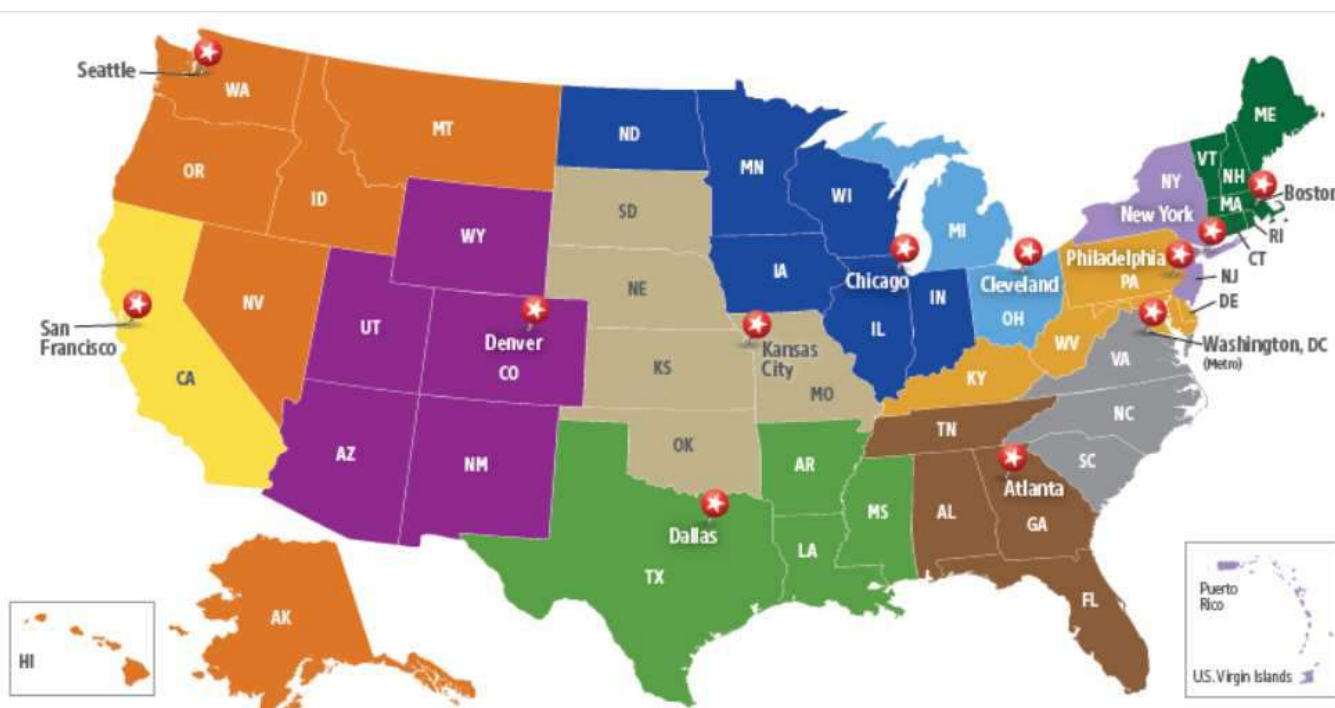 Seattle
WA
MT
ND
MN
ME
VT
NH
OR
ID
WI
NY
MA
Boston
SD
MI
New York
RI
WY
IA
CT
Chicago
Cleveland
Philadelphia
PA
NJ
NV
NE
IN
DE
San
Francisco
UT
Denver
IL
OH
Washington, DC
(Metro)
CO
KS
Kansas
City
WV
VA
CA
MO
KY
NC
AZ
NM
OK
AR
TN
SC
Atlanta
MS
AL
GA
Dallas
LA
TX
FL
Puerto
Rico
AK
HI
U.S. Virgin Islands